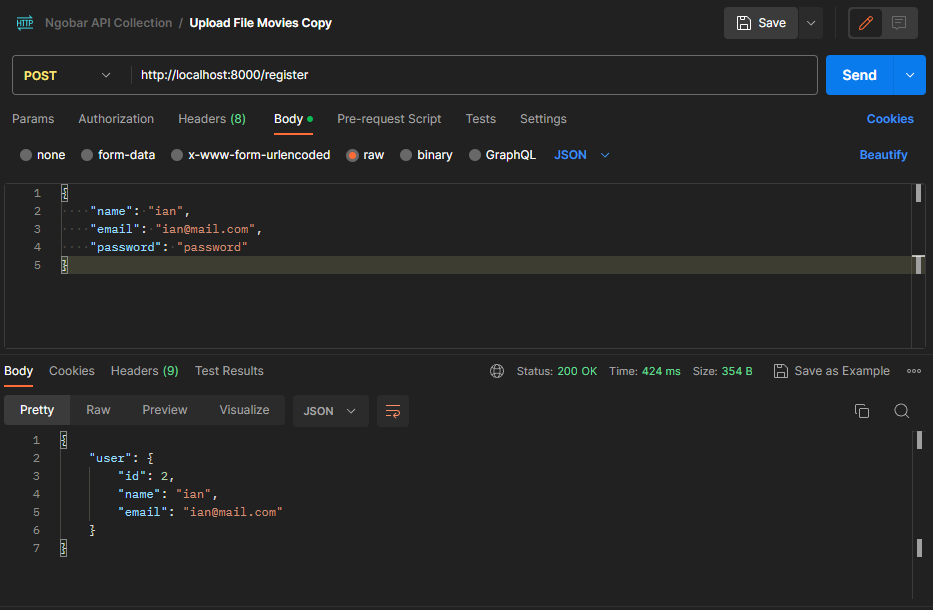 HTTP Ngobar API Collection / Upload File Movies Copy Save
POST http://localhost:8000/register Send
Params Authorization Headers (8) Body Pre-request Script Tests Settings Cookies
none form-data x-www-form-urlencoded raw binary GraphQL JSON Beautify
1 {
2 ····"name":·"ian",
3 ····"email":·"ian@mail.com",
4 ····"password":·"password"
5 }
Body Cookies Headers (9) Test Results Status: 200 OK Time: 424 ms Size: 354 B Save as Example
Pretty Raw Preview Visualize JSON
1 {
2 "user": {
3 "id": 2,
4 "name": "ian",
5 "email": "ian@mail.com"
6 }
7 }